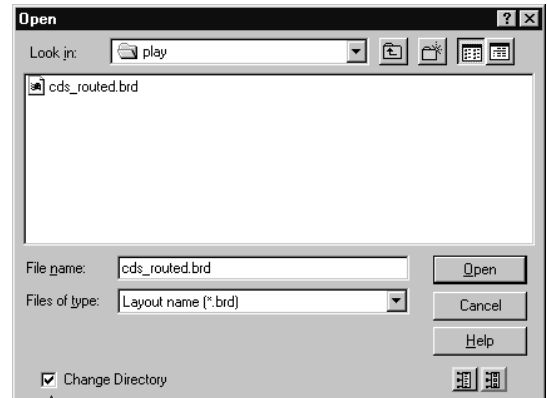 Open
Look in: play
cds_routed.brd
File name: cds_routed.brd Open
Files of type: Layout name (*.brd) Cancel
Help
Change Directory